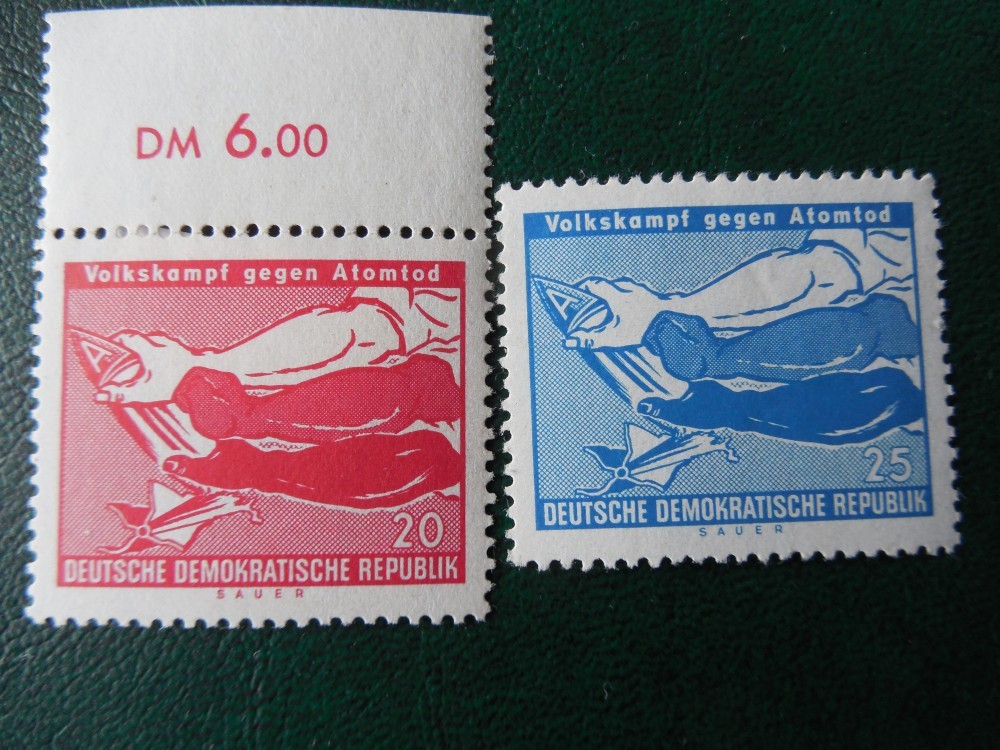 DM 6.00
Volkskampf gegen Atomtod
A
20
DEUTSCHE DEMOKRATISCHE REPUBLIK
SAUER
Volkskampf gegen Atomtod
A
25
DEUTSCHE DEMOKRATISCHE REPUBLIK
SAUER